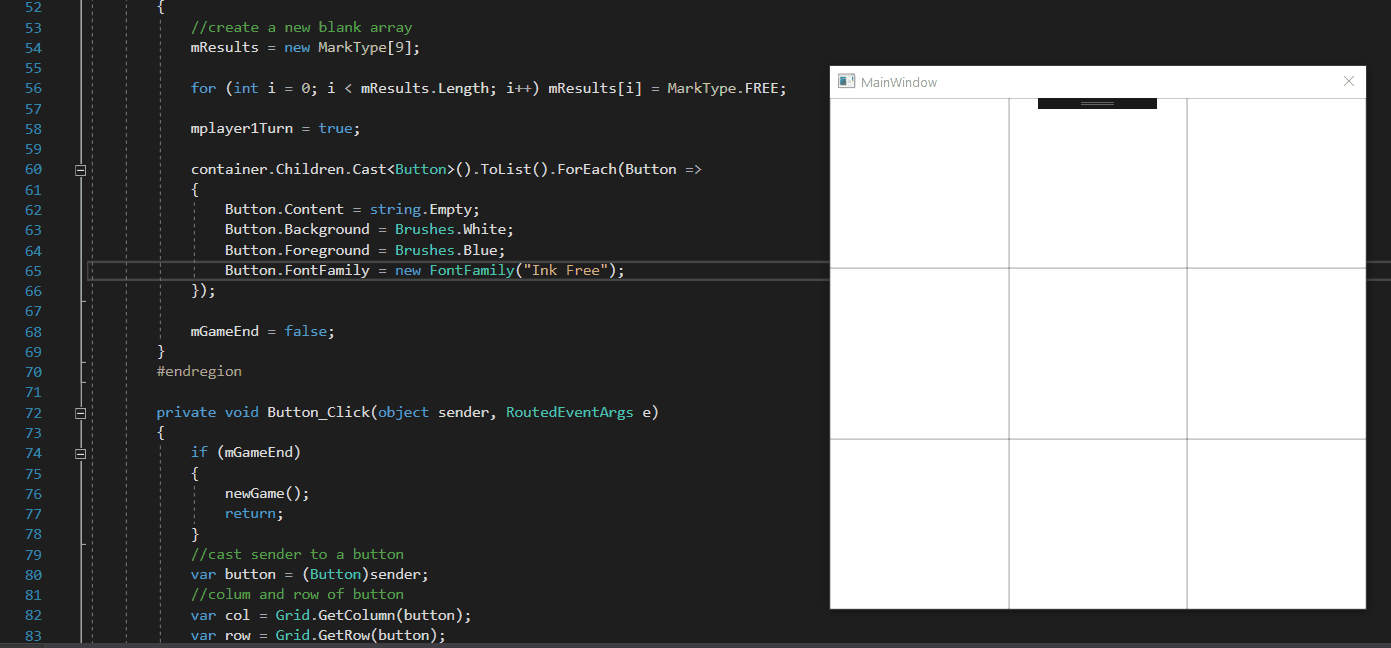 52 {
53 //create a new blank array
54 mResults = new MarkType[9];
55
56 for (int i = 0; i < mResults.Length; i++) mResults[i] = MarkType.FREE;
57
58 mplayer1Turn = true;
59
60 container.Children.Cast<Button>().ToList().ForEach(Button =>
61 {
62 Button.Content = string.Empty;
63 Button.Background = Brushes.White;
64 Button.Foreground = Brushes.Blue;
65 Button.FontFamily = new FontFamily("Ink Free");
66 });
67
68 mGameEnd = false;
69 }
70 #endregion
71
72 private void Button_Click(object sender, RoutedEventArgs e)
73 {
74 if (mGameEnd)
75 {
76 newGame();
77 return;
78 }
79 //cast sender to a button
80 var button = (Button)sender;
81 //colum and row of button
82 var col = Grid.GetColumn(button);
83 var row = Grid.GetRow(button);
MainWindow